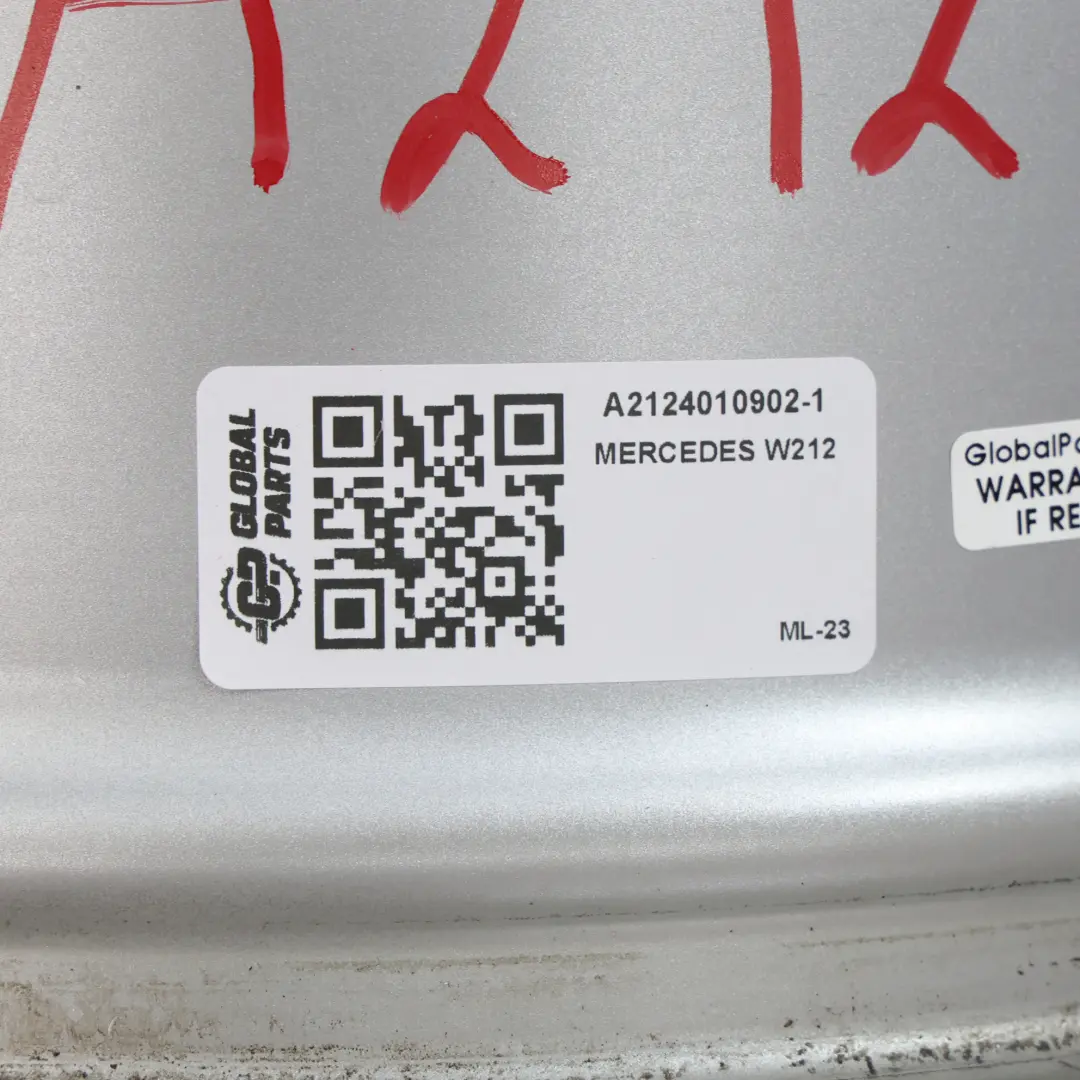 GLOBAL
PARTS
A2124010902-1
MERCEDES W212
ML-23
GlobalPa
WARRA
IF RE